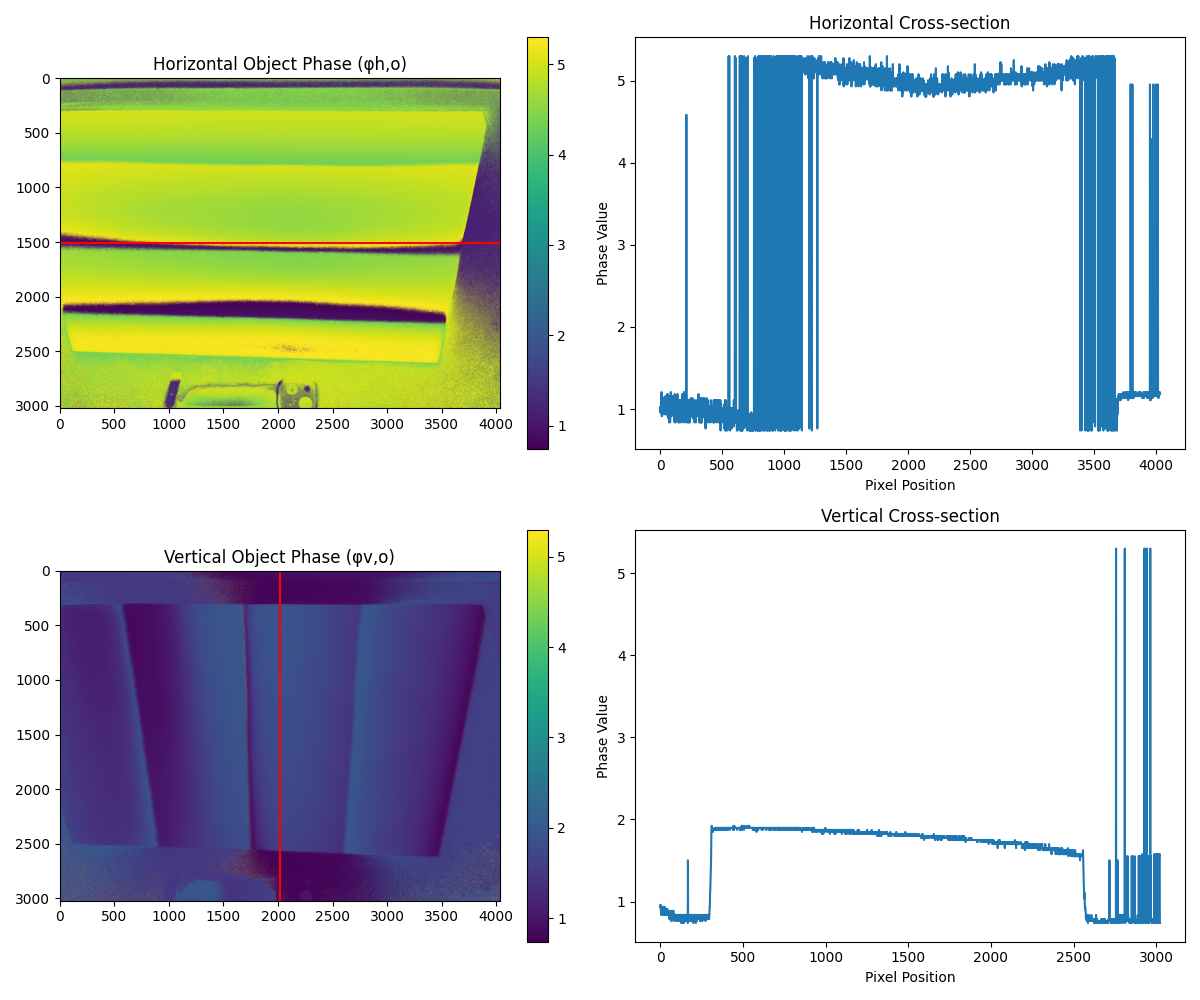 Horizontal Object Phase (φh,o)
0
500
1000
1500
2000
2500
3000
0 500 1000 1500 2000 2500 3000 3500 4000
5
4
3
2
1
Horizontal Cross-section
Phase Value
5
4
3
2
1
0 500 1000 1500 2000 2500 3000 3500 4000
Pixel Position
Vertical Object Phase (φv,o)
0
500
1000
1500
2000
2500
3000
0 500 1000 1500 2000 2500 3000 3500 4000
5
4
3
2
1
Vertical Cross-section
Phase Value
5
4
3
2
1
0 500 1000 1500 2000 2500 3000
Pixel Position